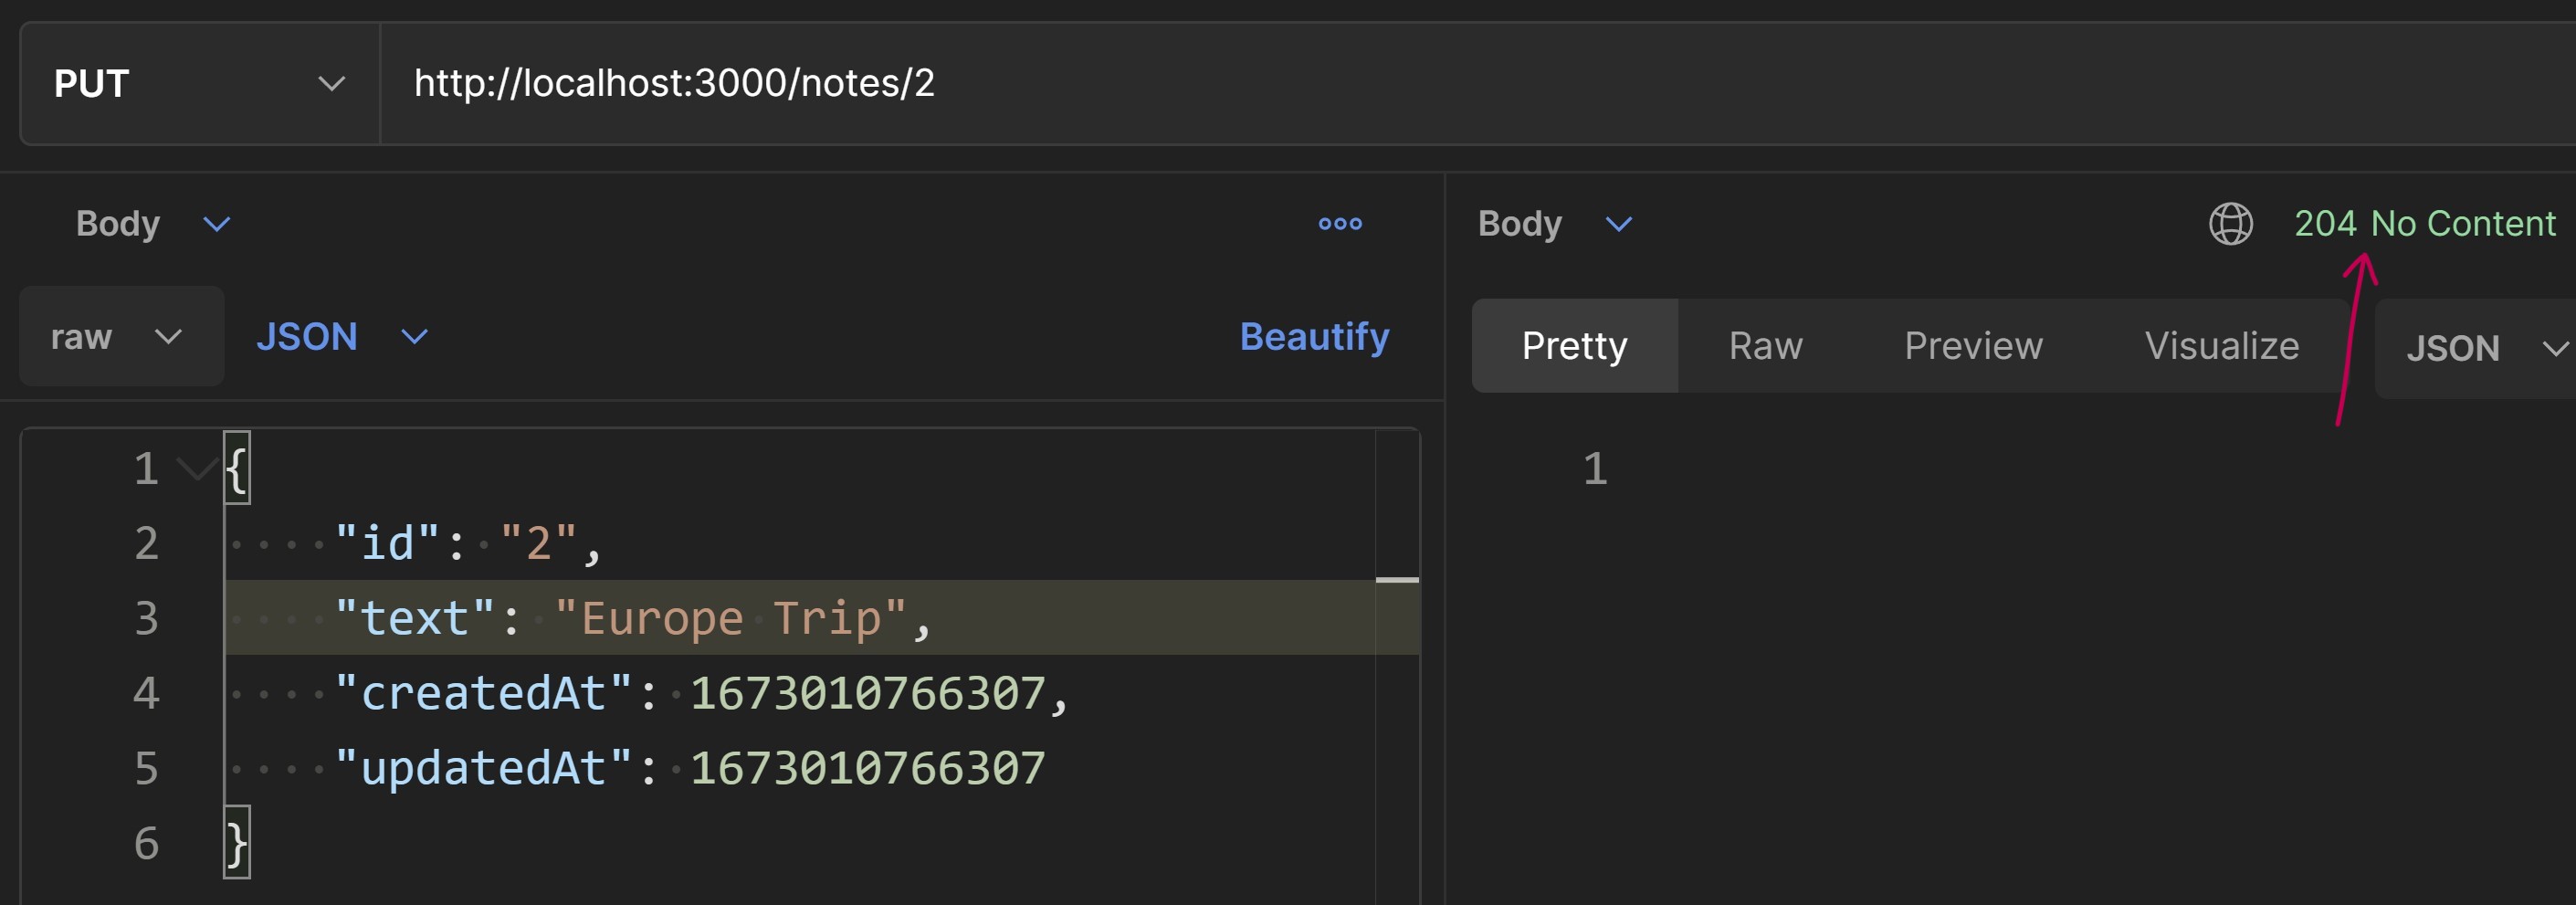 PUT http://localhost:3000/notes/2
Body
raw JSON Beautify
1 {
2 "id": "2",
3 "text": "Europe Trip",
4 "createdAt": 1673010766307,
5 "updatedAt": 1673010766307
6 }
Body 204 No Content
Pretty Raw Preview Visualize JSON
1